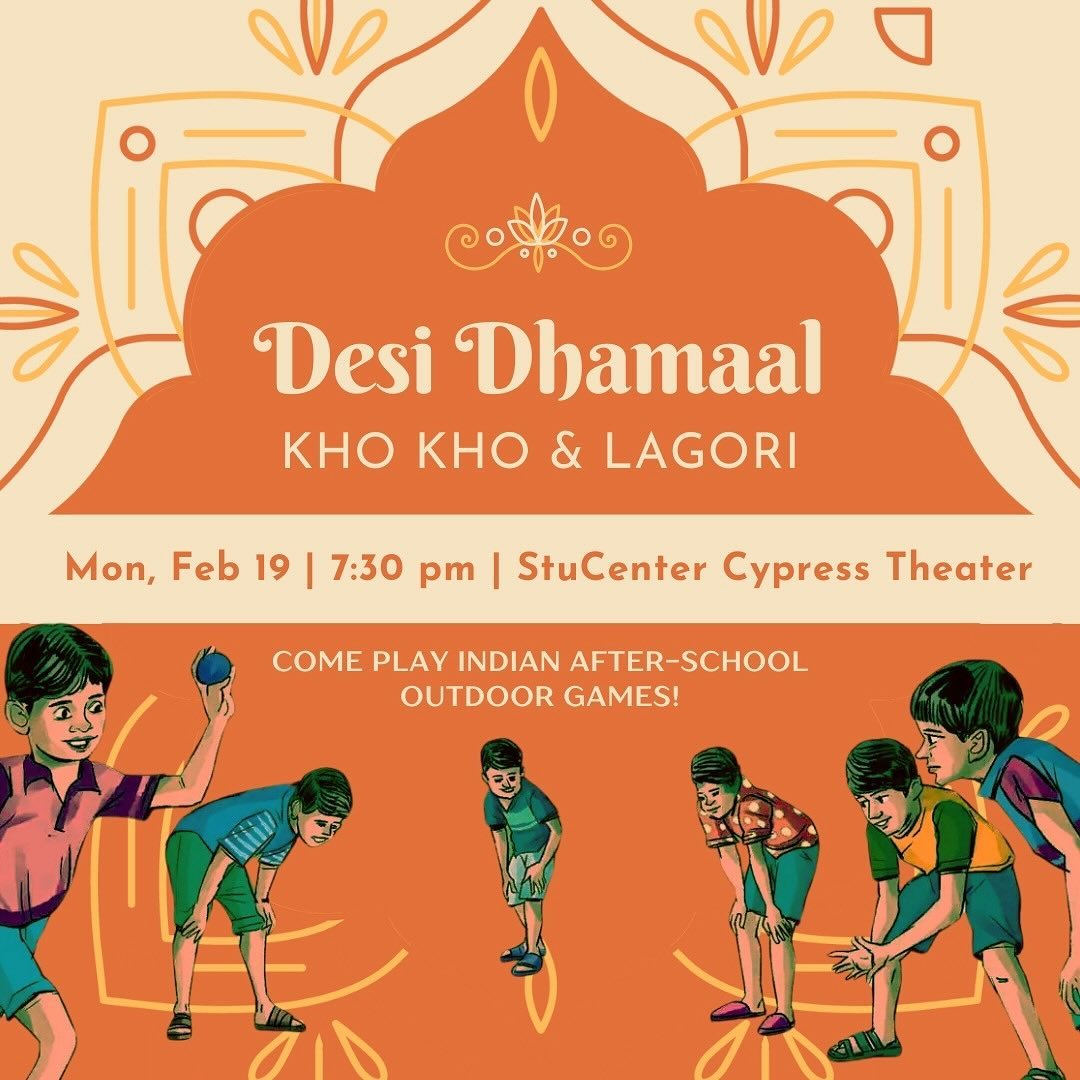 Desi Dhamaal
KHO KHO & LAGORI
Mon, Feb 19 | 7:30 pm | StuCenter Cypress Theater
COME PLAY INDIAN AFTER-SCHOOL
OUTDOOR GAMES!